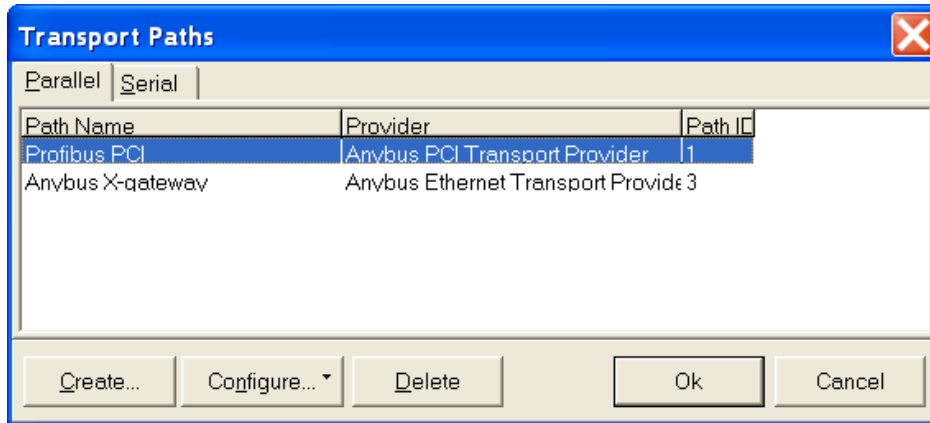 Transport Paths
Parallel Serial
Path Name Provider Path ID
Profibus PCI Anybus PCI Transport Provider 1
Anybus X-gateway Anybus Ethernet Transport Provide 3
Create... Configure... Delete Ok Cancel